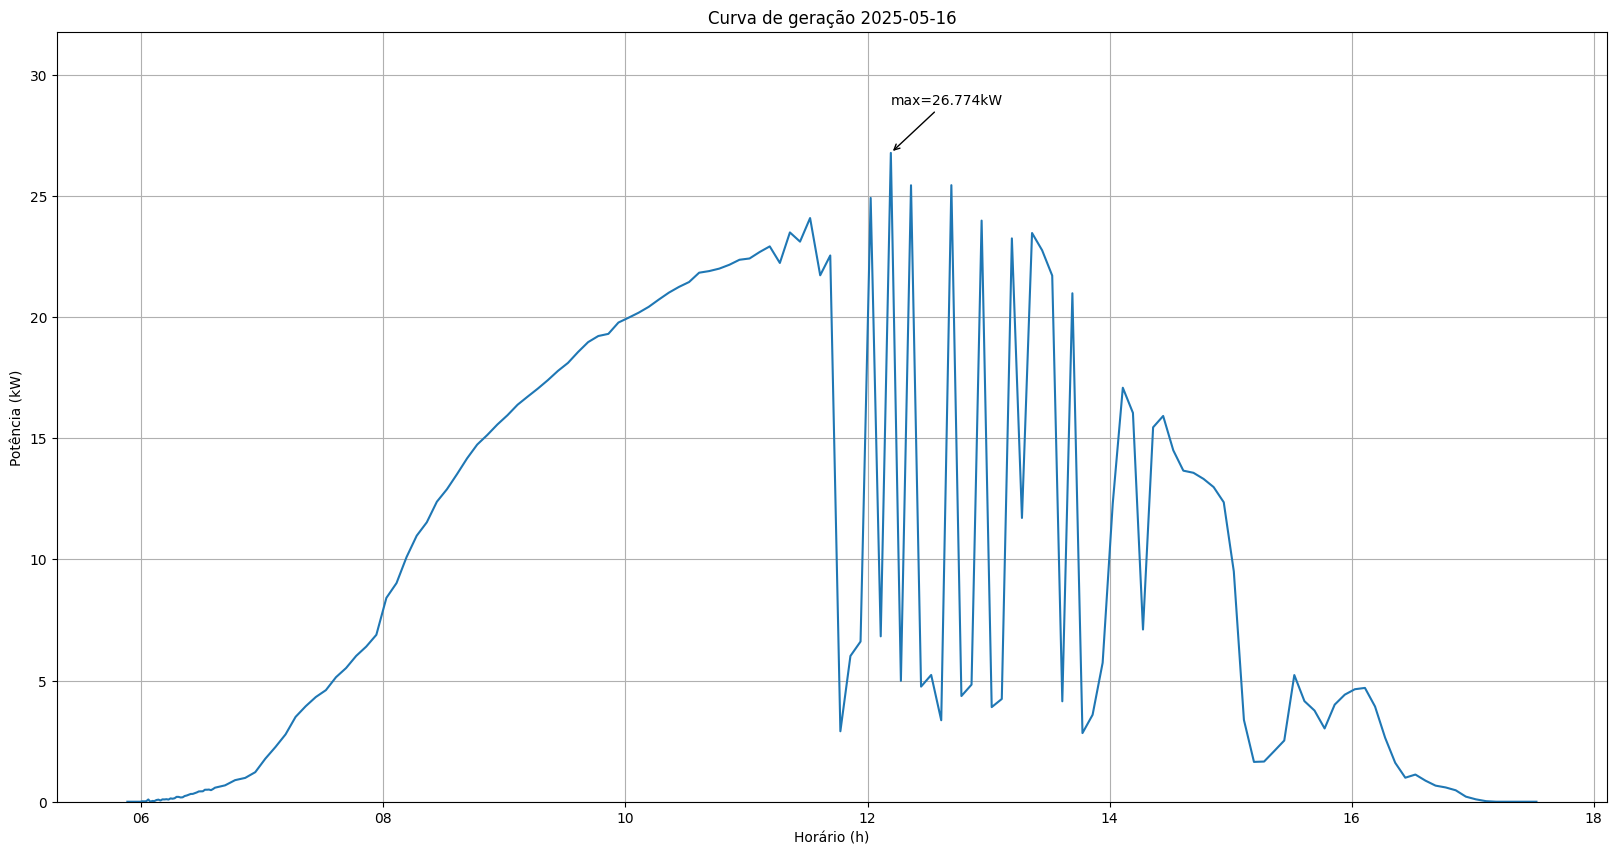 Curva de geração 2025-05-16
30
max=26.774kW
25
20
15
Potência (kW)
10
5
0
06 08 10 12 14 16 18
Horário (h)